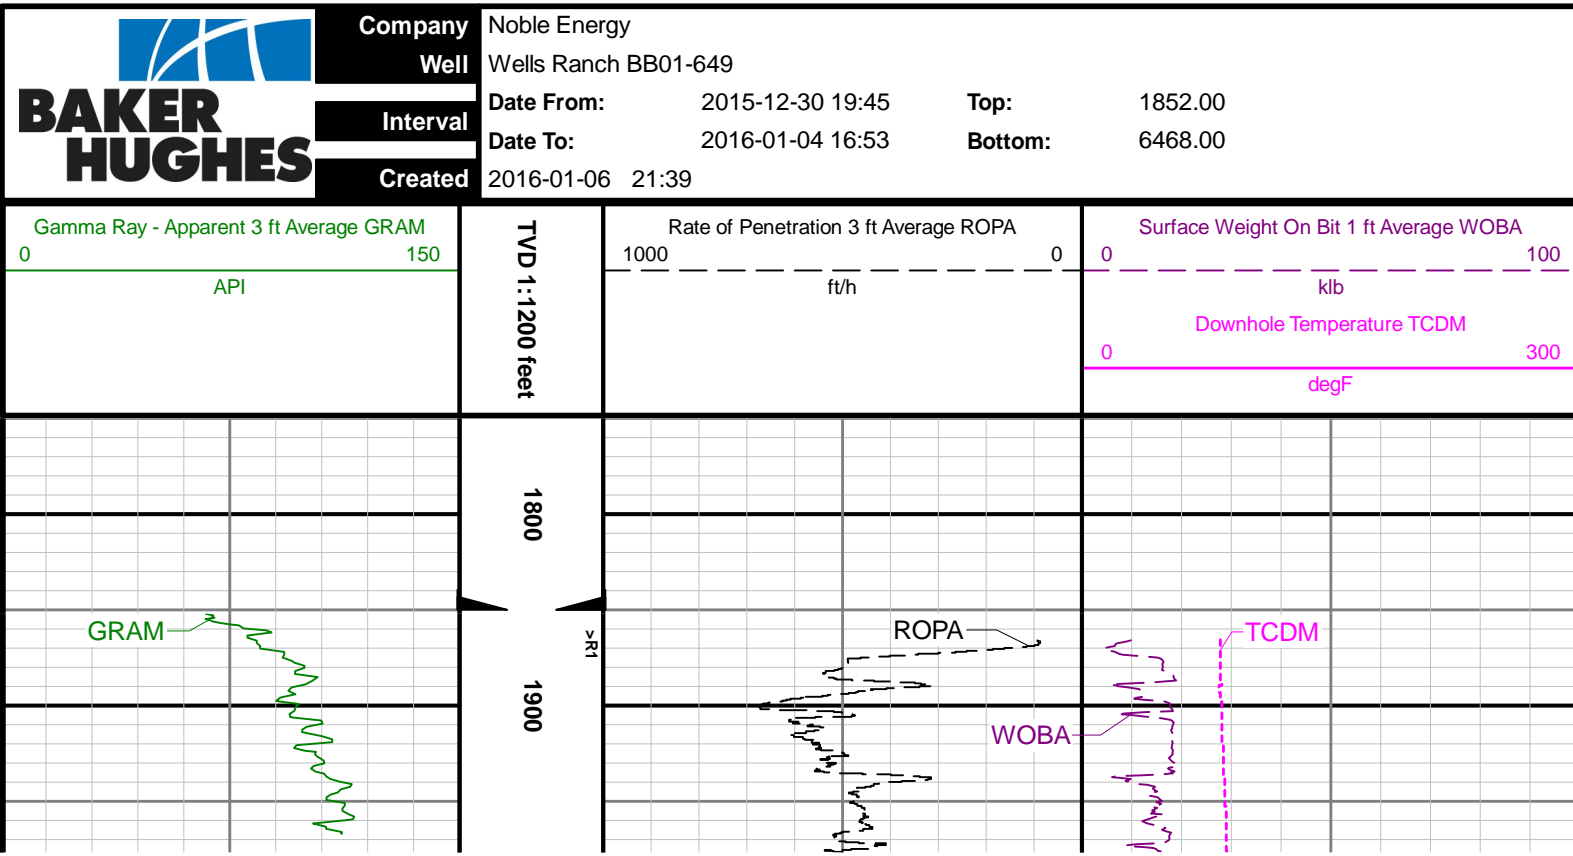 BAKER
HUGHES
Company Noble Energy
Well Wells Ranch BB01-649
Interval
Date From: 2015-12-30 19:45 Top: 1852.00
Date To: 2016-01-04 16:53 Bottom: 6468.00
Created 2016-01-06 21:39
Gamma Ray - Apparent 3 ft Average GRAM
0 150
API
TVD 1:1200 feet
Rate of Penetration 3 ft Average ROPA
1000 0
ft/h
Surface Weight On Bit 1 ft Average WOBA
0 100
klb
Downhole Temperature TCDM
0 300
degF
1800
GRAM
>R1
ROPA
TCDM
1900
WOBA